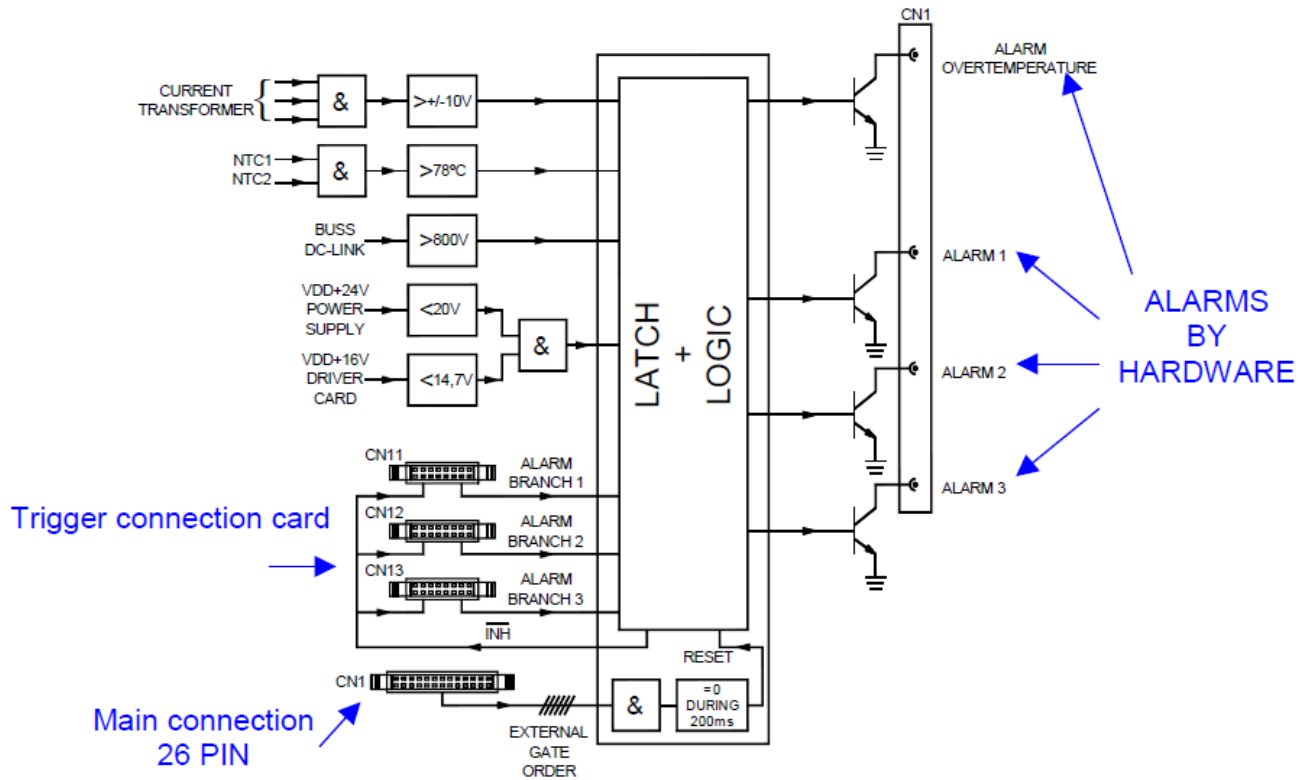 CN1
ALARM
OVERTEMPERATURE
CURRENT
TRANSFORMER
&
>+/-10V
NTC1
NTC2
&
>78ºC
BUSS
DC-LINK
>800V
ALARM 1
VDD+24V
POWER
SUPPLY
<20V
&
VDD+16V
DRIVER
CARD
<14,7V
LATCH
+
LOGIC
ALARMS
BY
HARDWARE
ALARM 2
ALARM 3
CN11
ALARM
BRANCH 1
Trigger connection card
CN12
ALARM
BRANCH 2
CN13
ALARM
BRANCH 3
INH
RESET
CN1
&
=0
DURING
200ms
Main connection
26 PIN
EXTERNAL
GATE
ORDER